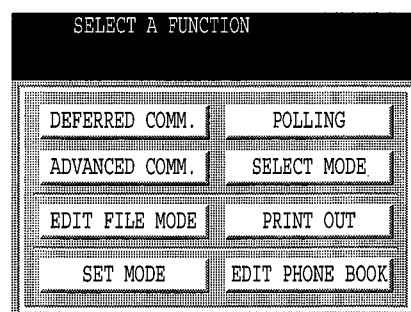 SELECT A FUNCTION
DEFERRED COMM. POLLING
ADVANCED COMM. SELECT MODE
EDIT FILE MODE PRINT OUT
SET MODE EDIT PHONE BOOK